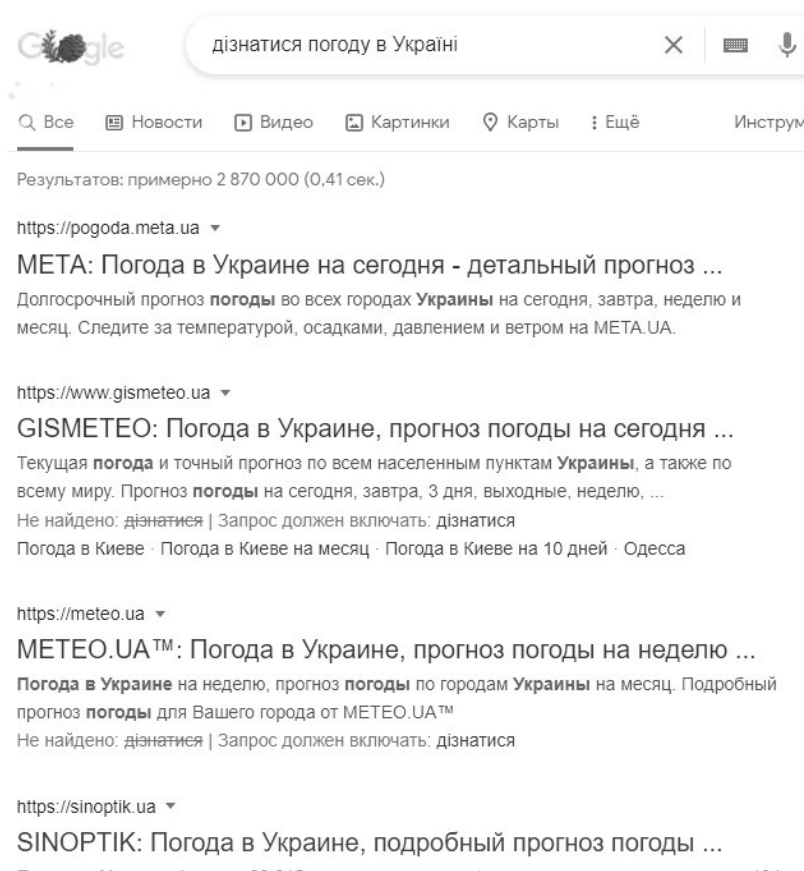 Google
дізнатися погоду в Україні
Все Новости Видео Картинки Карты Ещё Инструм
Результатов: примерно 2 870 000 (0,41 сек.)
https://pogoda.meta.ua
МЕТА: Погода в Украине на сегодня - детальный прогноз ...
Долгосрочный прогноз погоды во всех городах Украины на сегодня, завтра, неделю и
месяц. Следите за температурой, осадками, давлением и ветром на META.UA.
https://www.gismeteo.ua
GISMETEO: Погода в Украине, прогноз погоды на сегодня ...
Текущая погода и точный прогноз по всем населенным пунктам Украины, а также по
всему миру. Прогноз погоды на сегодня, завтра, 3 дня, выходные, неделю, ...
Не найдено: дізнатися | Запрос должен включать: дізнатися
Погода в Киеве · Погода в Киеве на месяц · Погода в Киеве на 10 дней · Одесса
https://meteo.ua
METEO.UA™: Погода в Украине, прогноз погоды на неделю ...
Погода в Украине на неделю, прогноз погоды по городам Украины на месяц. Подробный
прогноз погоды для Вашего города от METEO.UA™
Не найдено: дізнатися | Запрос должен включать: дізнатися
https://sinoptik.ua
SINOPTIK: Погода в Украине, подробный прогноз погоды ...